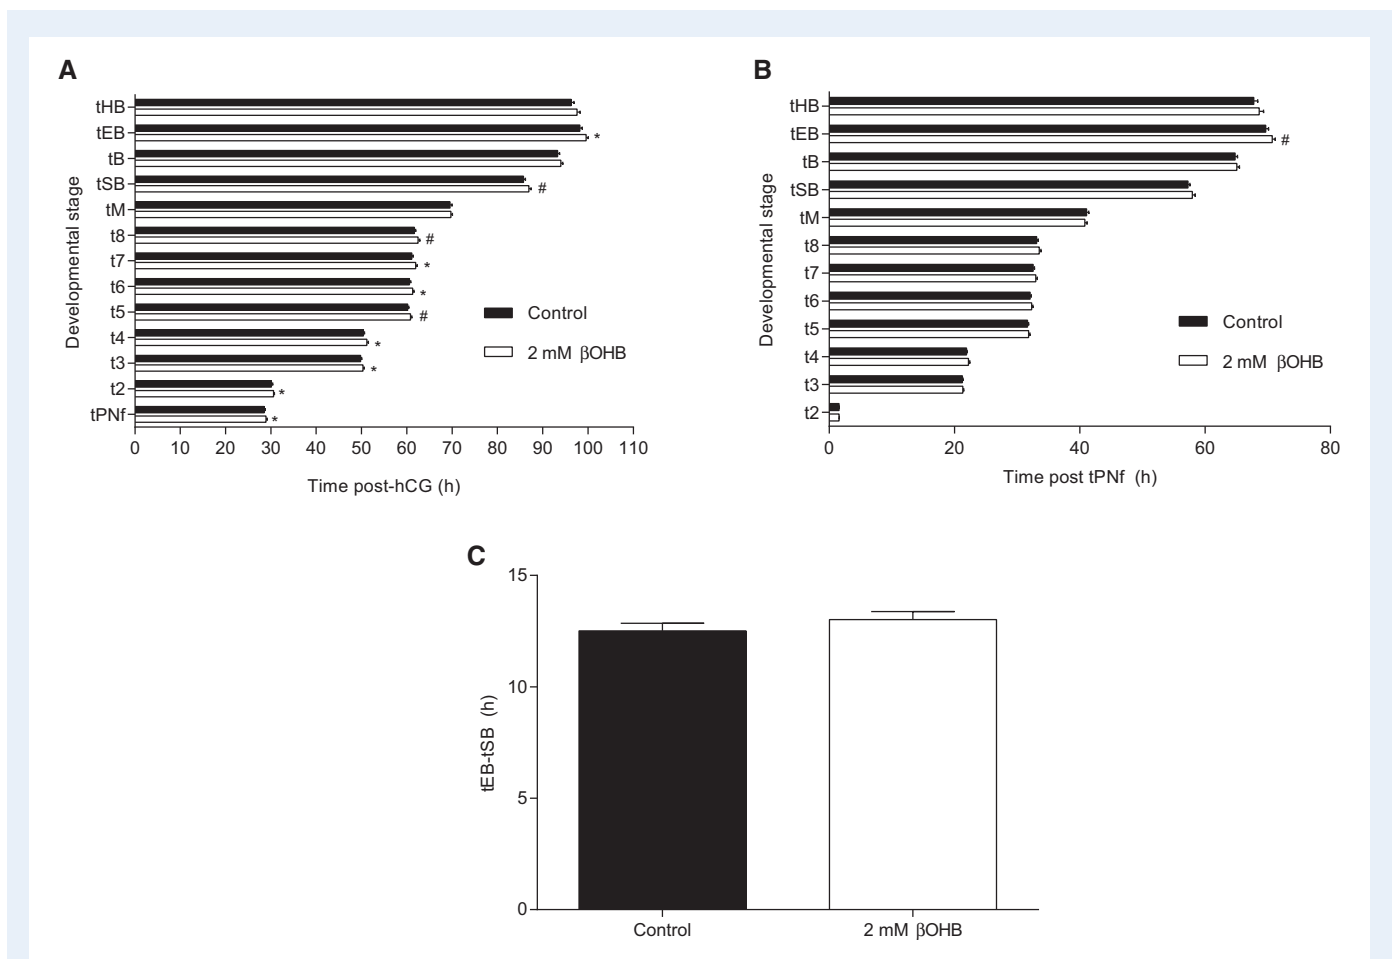 A
Developmental stage
tHB
tEB *
tB
tSB #
tM
t8 #
t7 *
t6 *
t5 #
t4 *
t3 *
t2 *
tPNf *
Control
2 mM βOHB
0 10 20 30 40 50 60 70 80 90 100 110
Time post-hCG (h)
B
Developmental stage
tHB
tEB #
tB
tSB
tM
t8
t7
t6
t5
t4
t3
t2
Control
2 mM βOHB
0 20 40 60 80
Time post tPNf (h)
C
tEB-tSB (h)
15
10
5
0
Control 2 mM βOHB